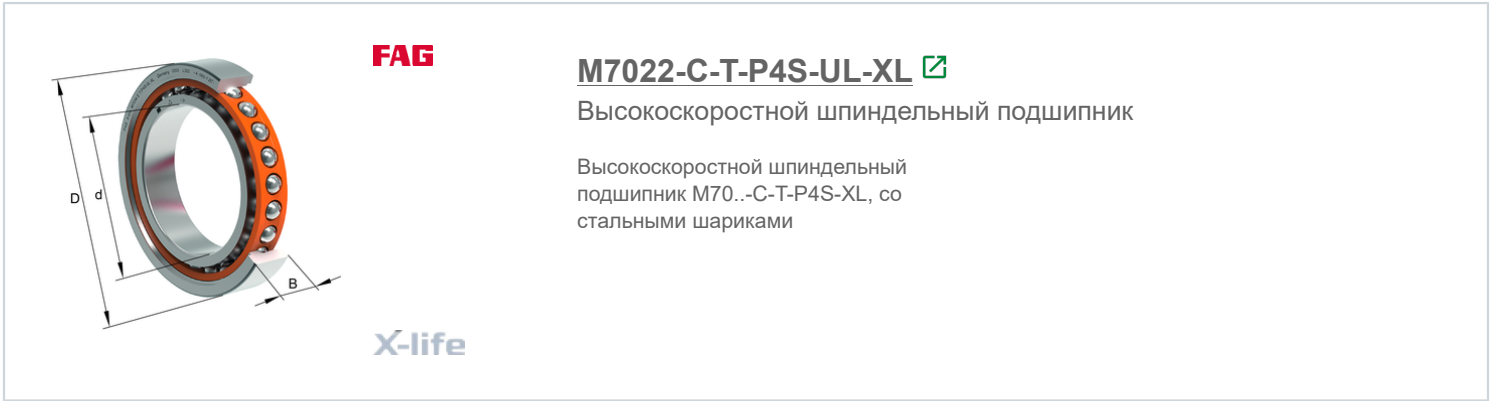 FAG
M7022-C-T-P4S-UL-XL
Высокоскоростной шпиндельный подшипник
Высокоскоростной шпиндельный
подшипник M70..-C-T-P4S-XL, со
стальными шариками
D
d
B
X-life